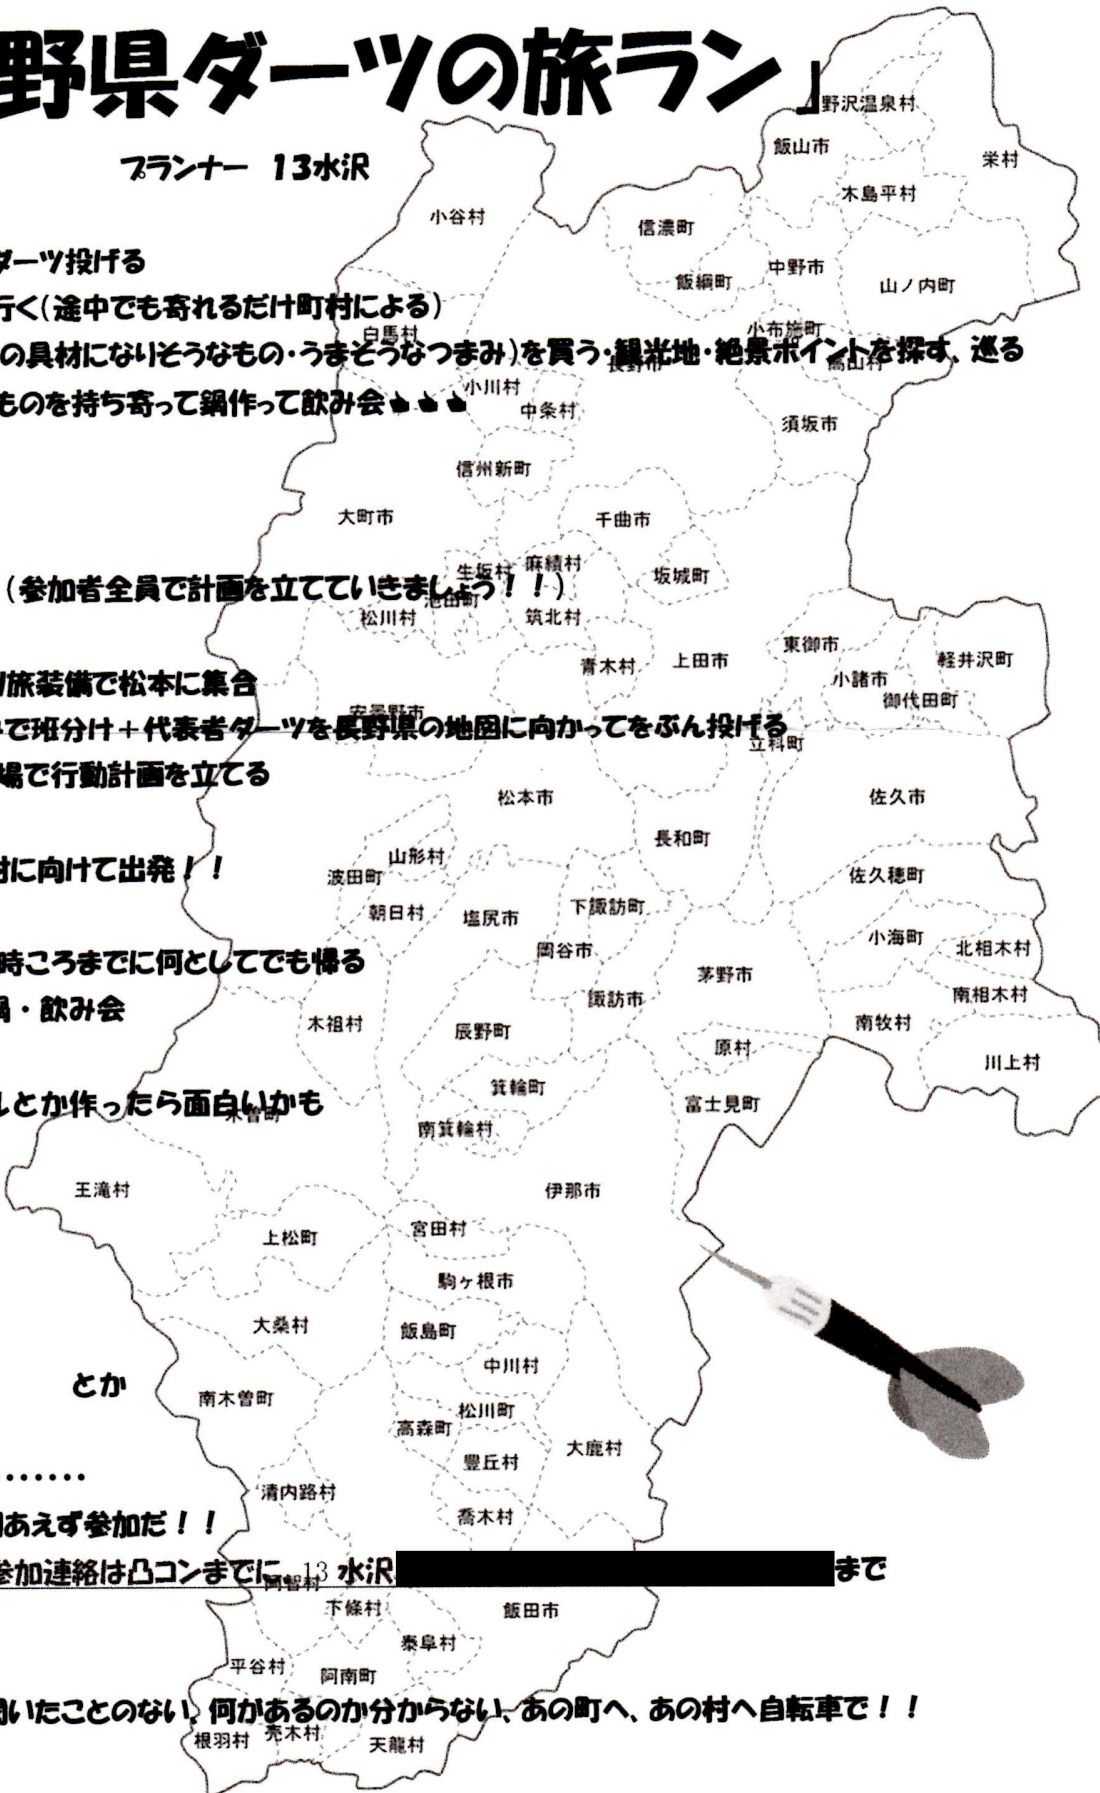 野県ダーツの旅ラン」
プランナー 13水沢
ダーツ投げる
行く(途中でも寄れるだけ町村による)
の具材になりそうなもの・うまそうなつまみ)を買う・観光地・絶景ポイントを探す、巡る
ものを持ち寄って鍋作って飲み会
(参加者全員で計画を立てていきましょう!!)
旅装備で松本に集合
で班分け+代表者ダーツを長野県の地図に向かってをぶん投げる
場で行動計画を立てる
村に向けて出発!!
時ころまでに何としてでも帰る
鍋・飲み会
とか作ったら面白いかも
とか
……
あえず参加だ!!
参加連絡は凸コンまでに 13 水沢 まで
聞いたことのない、何があるのか分からない、あの町へ、あの村へ自転車で!!
野沢温泉村
飯山市
栄村
木島平村
小谷村
信濃町
飯綱町
中野市
山ノ内町
白馬村
小布施町
長野市
高山村
小川村
中条村
須坂市
信州新町
大町市
千曲市
生坂村
麻績村
坂城町
池田町
松川村
筑北村
青木村
上田市
東御市
小諸市
軽井沢町
御代田町
安曇野市
立科町
松本市
佐久市
長和町
山形村
波田町
佐久穂町
朝日村
塩尻市
下諏訪町
小海町
北相木村
岡谷市
茅野市
諏訪市
南相木村
木祖村
辰野町
南牧村
原村
川上村
箕輪町
富士見町
木曽町
南箕輪村
王滝村
伊那市
上松町
宮田村
駒ヶ根市
大桑村
飯島町
中川村
南木曽町
松川町
高森町
大鹿村
豊丘村
清内路村
喬木村
阿智村
下條村
飯田市
泰阜村
平谷村
阿南町
根羽村
売木村
天龍村